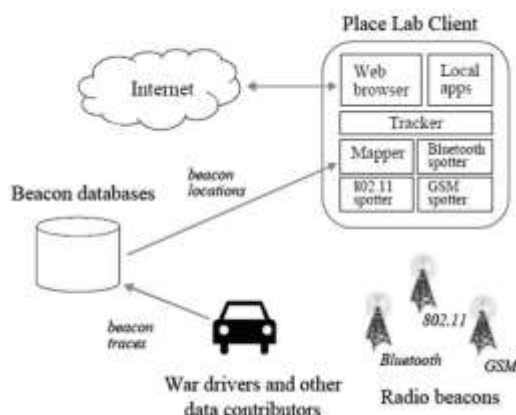 Place Lab Client
Internet
Web
browser
Local
apps
Tracker
Mapper
Bluetooth
spotter
802.11
spotter
GSM
spotter
beacon
locations
Beacon databases
beacon
traces
802.11
Bluetooth
GSM
War drivers and other
data contributors
Radio beacons